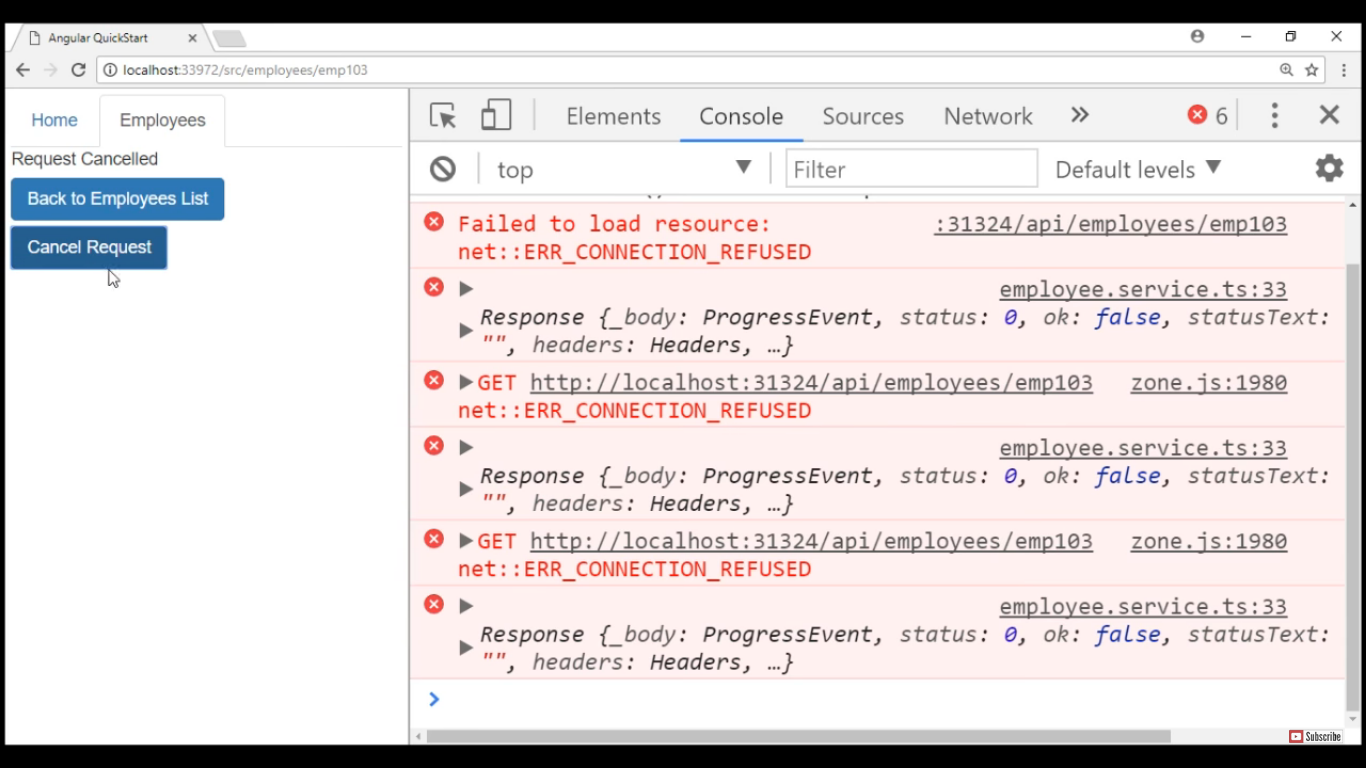 Angular QuickStart
localhost:33972/src/employees/emp103
Home Employees
Request Cancelled
Back to Employees List
Cancel Request
Elements Console Sources Network 6
top Filter Default levels
Failed to load resource: :31324/api/employees/emp103
net::ERR_CONNECTION_REFUSED
employee.service.ts:33
Response {_body: ProgressEvent, status: 0, ok: false, statusText:
"", headers: Headers, …}
GET http://localhost:31324/api/employees/emp103 zone.js:1980
net::ERR_CONNECTION_REFUSED
employee.service.ts:33
Response {_body: ProgressEvent, status: 0, ok: false, statusText:
"", headers: Headers, …}
GET http://localhost:31324/api/employees/emp103 zone.js:1980
net::ERR_CONNECTION_REFUSED
employee.service.ts:33
Response {_body: ProgressEvent, status: 0, ok: false, statusText:
"", headers: Headers, …}
Subscribe